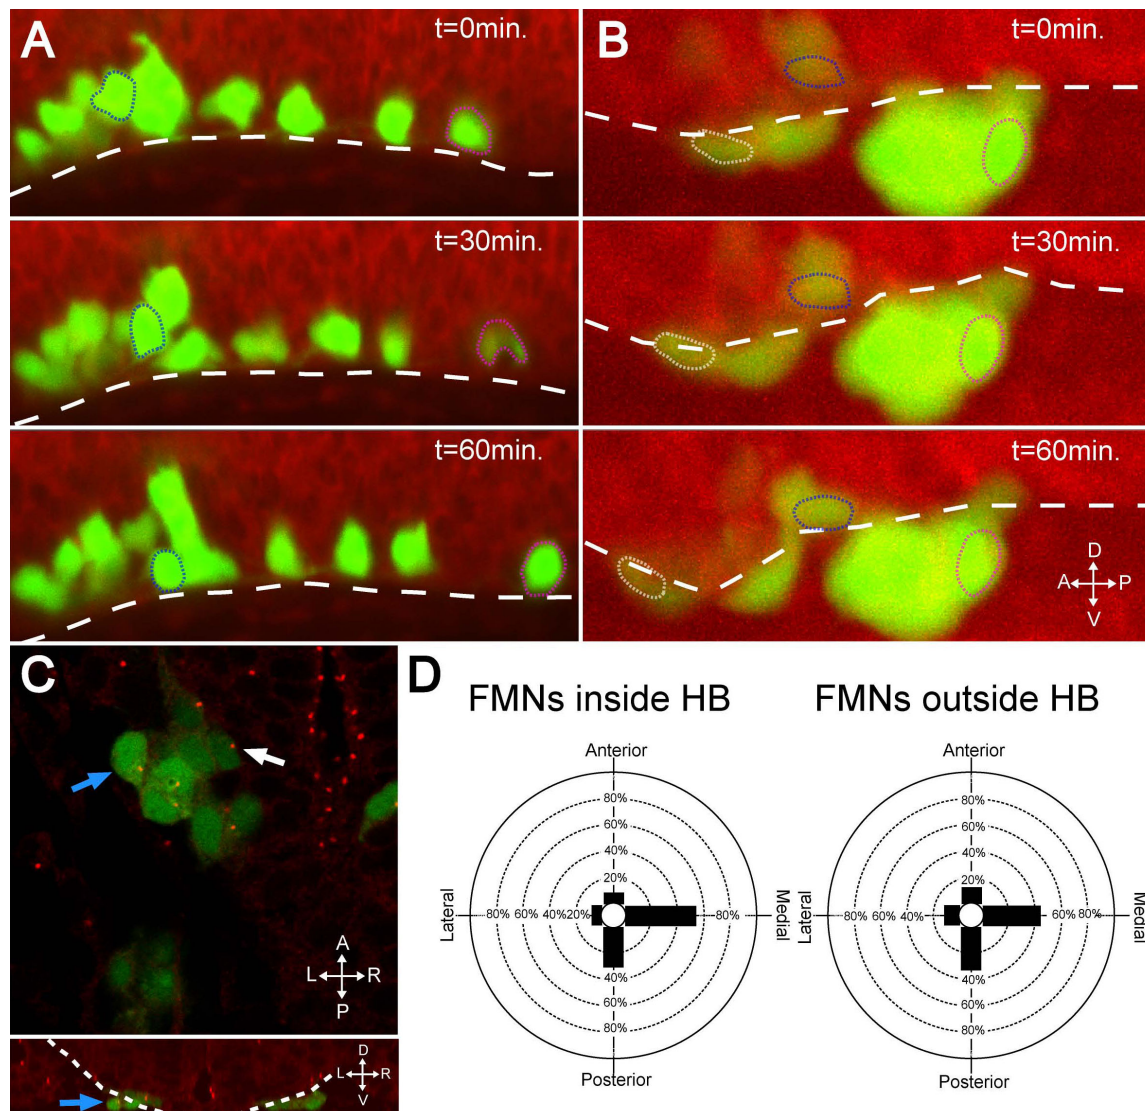 A
t=0min.
B
t=0min.
t=30min.
t=30min.
t=60min.
t=60min.
D
A P
V
C
A
L R
P
D
L R
V
D
FMNs inside HB
FMNs outside HB
Anterior
80%
60%
40%
20%
Lateral
80% 60% 40% 20%
80%
Medial
40%
60%
80%
Posterior
Anterior
80%
60%
40%
20%
Lateral
80% 60% 40%
60% 80%
Medial
40%
60%
80%
Posterior